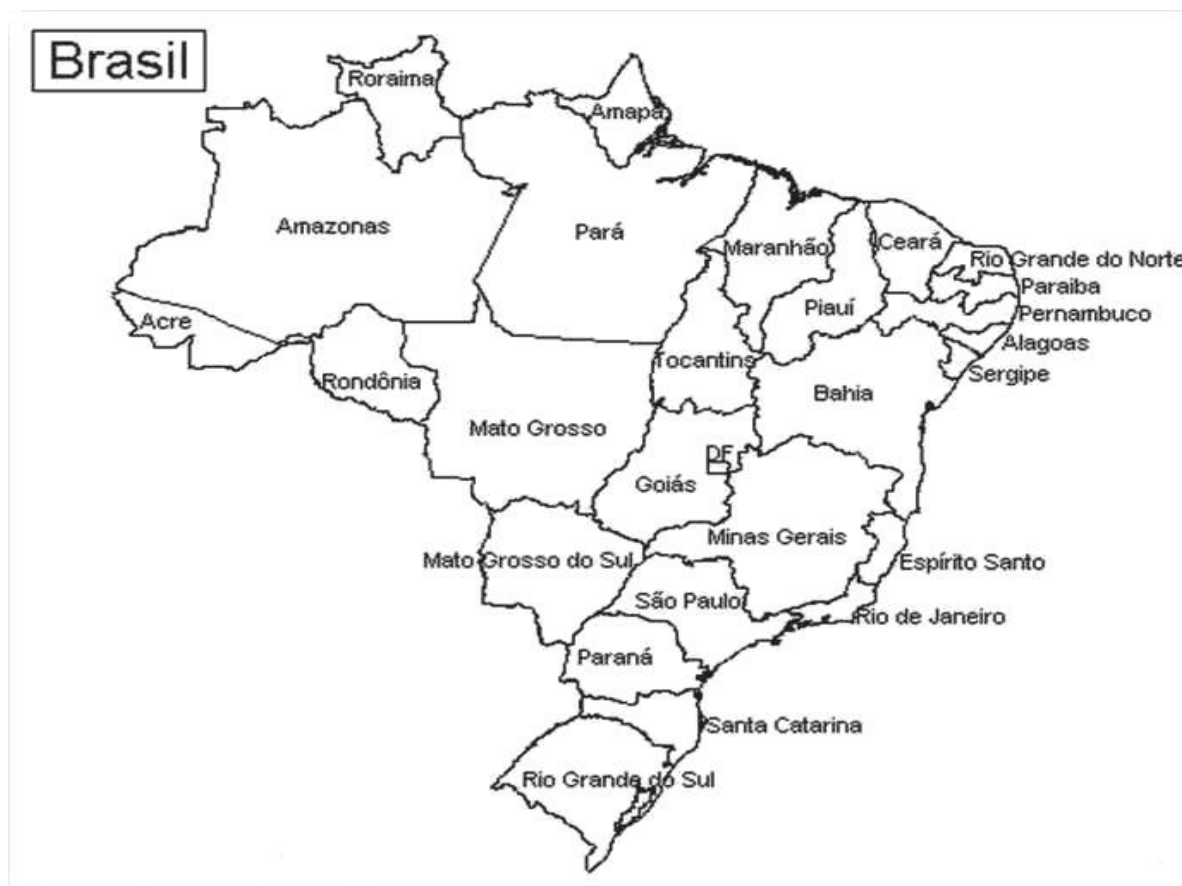 Brasil
Roraima
Amapá
Amazonas
Pará
Maranhão
Ceará
Rio Grande do Norte
Paraiba
Piauí
Pernambuco
Acre
Alagoas
Tocantins
Sergipe
Rondônia
Bahia
Mato Grosso
DF
Goiás
Minas Gerais
Mato Grosso do Sul
Espírito Santo
São Paulo
Rio de Janeiro
Paraná
Santa Catarina
Rio Grande do Sul